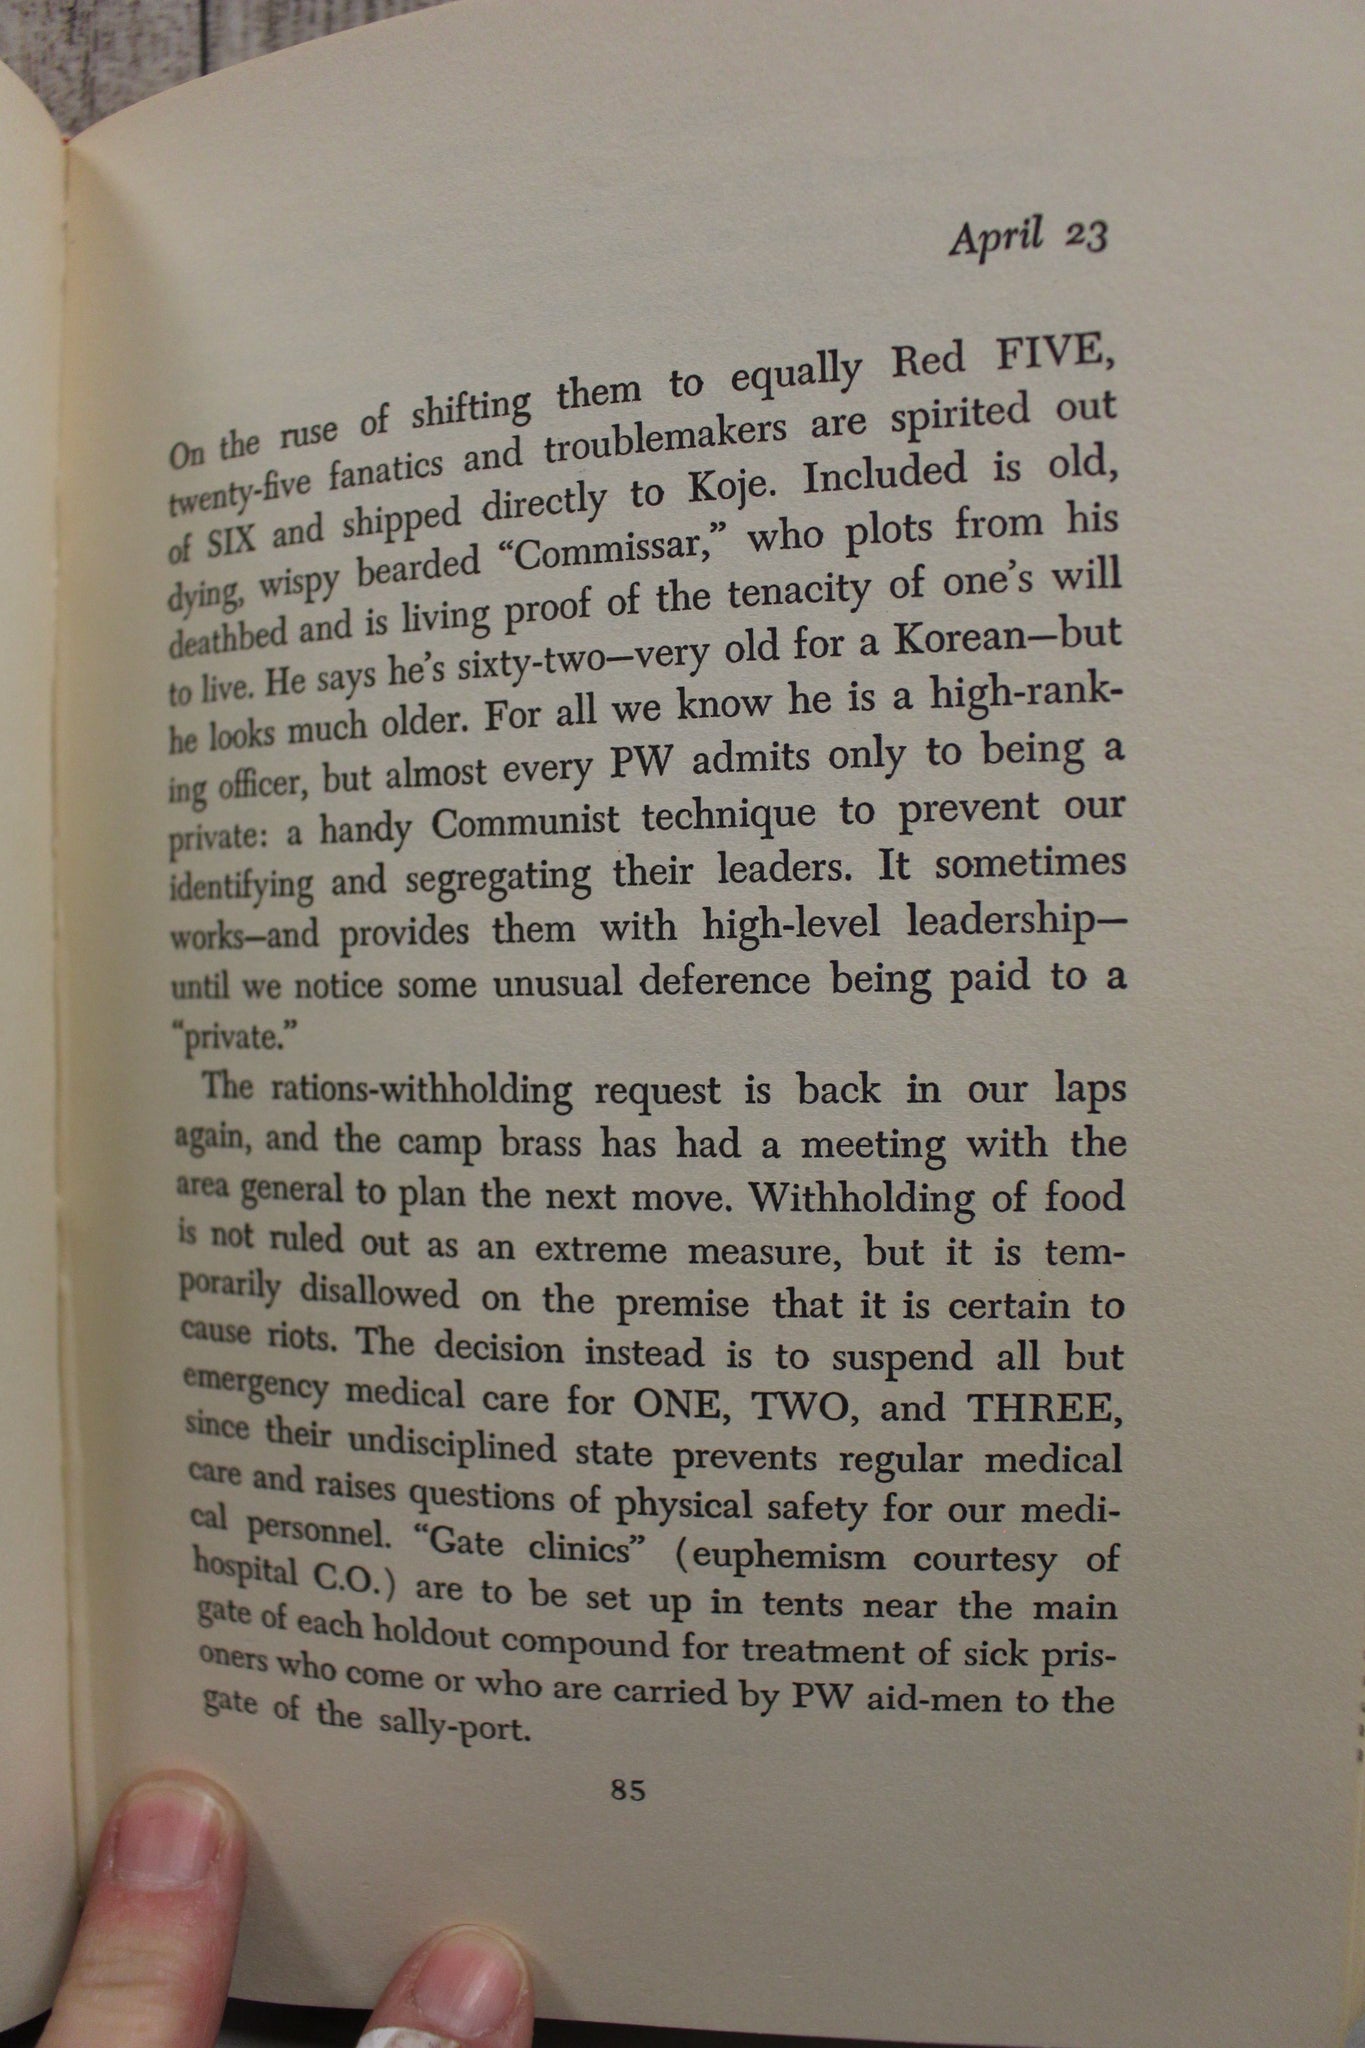 April 23
On the ruse of shifting them to equally Red FIVE,
twenty-five fanatics and troublemakers are spirited out
of SIX and shipped directly to Koje. Included is old,
dying, wispy bearded “Commissar,” who plots from his
deathbed and is living proof of the tenacity of one’s will
to live. He says he’s sixty-two—very old for a Korean—but
he looks much older. For all we know he is a high-rank-
ing officer, but almost every PW admits only to being a
private: a handy Communist technique to prevent our
identifying and segregating their leaders. It sometimes
works—and provides them with high-level leadership—
until we notice some unusual deference being paid to a
“private.”
The rations-withholding request is back in our laps
again, and the camp brass has had a meeting with the
area general to plan the next move. Withholding of food
is not ruled out as an extreme measure, but it is tem-
porarily disallowed on the premise that it is certain to
cause riots. The decision instead is to suspend all but
emergency medical care for ONE, TWO, and THREE,
since their undisciplined state prevents regular medical
care and raises questions of physical safety for our medi-
cal personnel. “Gate clinics” (euphemism courtesy of
hospital C.O.) are to be set up in tents near the main
gate of each holdout compound for treatment of sick pris-
oners who come or who are carried by PW aid-men to the
gate of the sally-port.
85